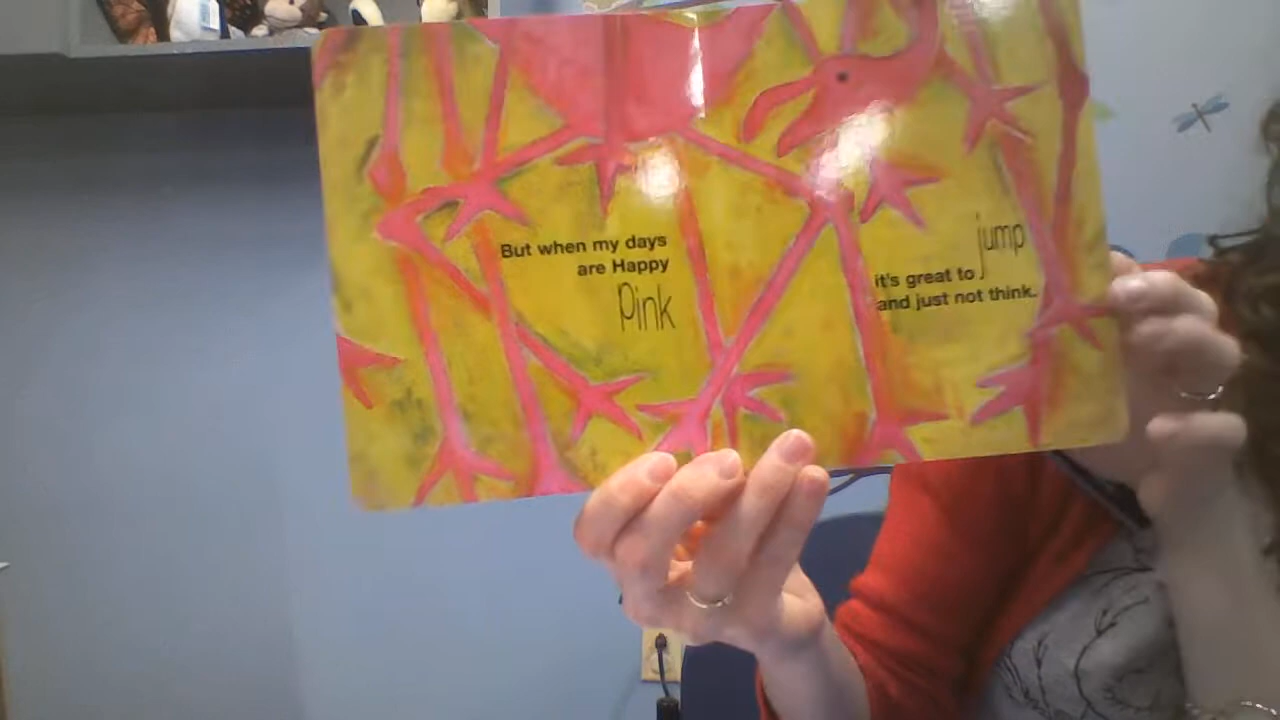 But when my days
are Happy
Pink
jump
it's great to
and just not think.